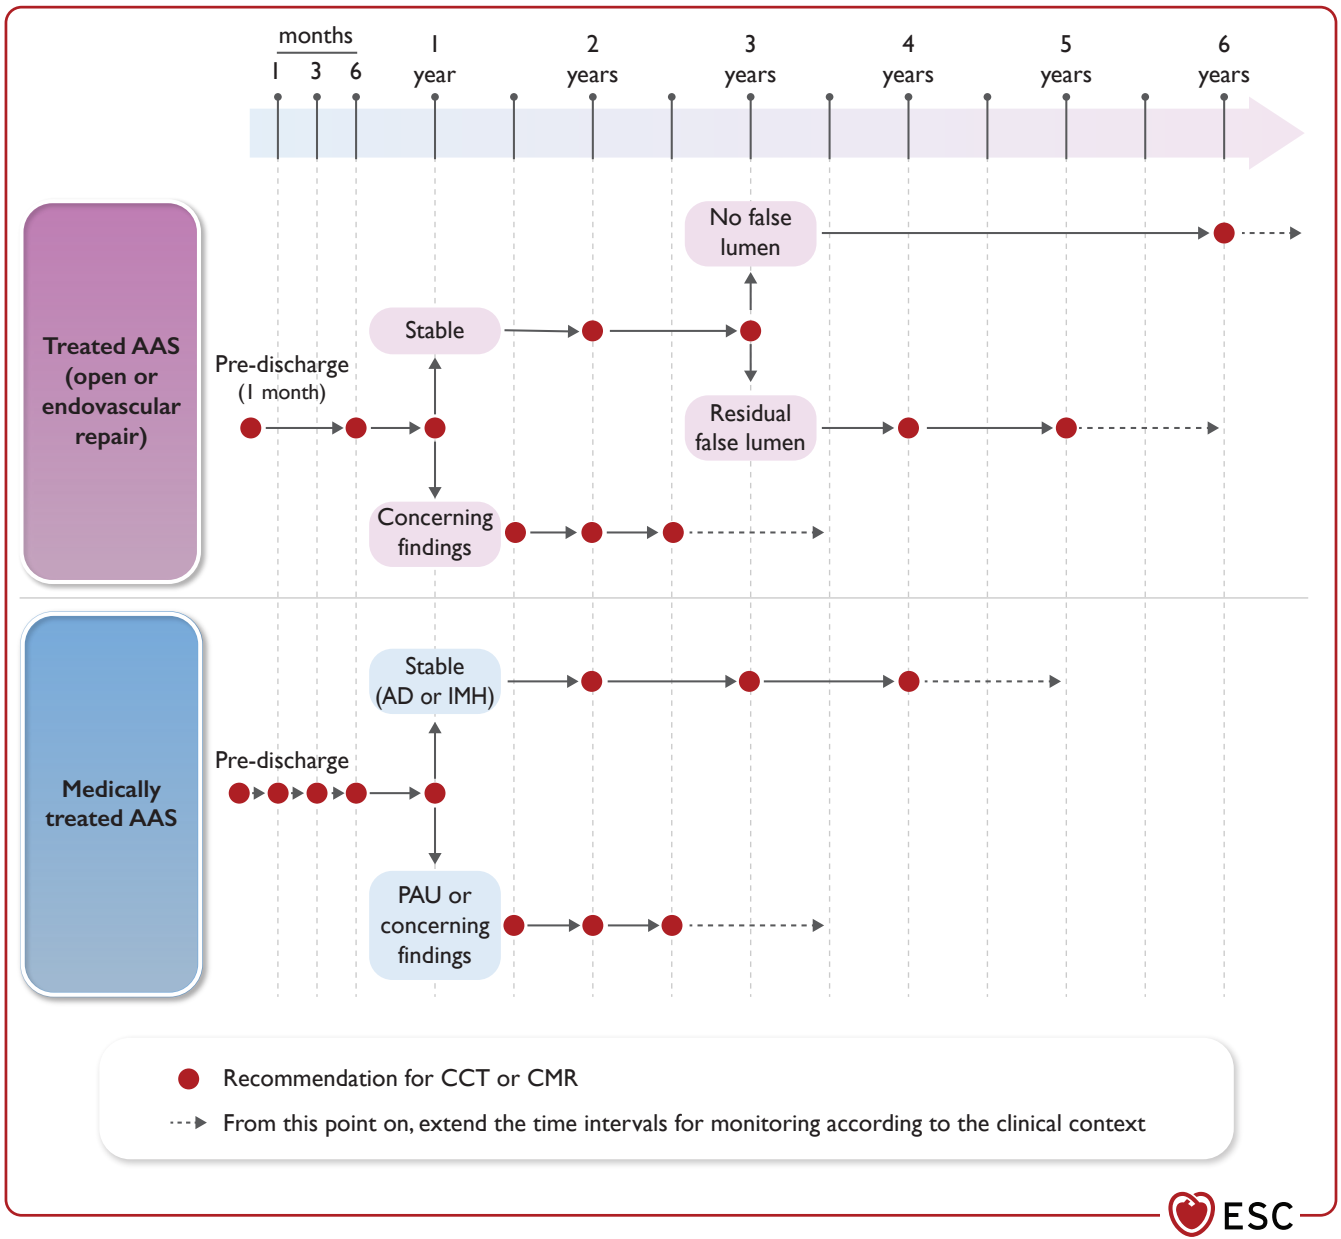 months
1 3 6
1
year
2
years
3
years
4
years
5
years
6
years
Treated AAS
(open or
endovascular
repair)
Pre-discharge
(1 month)
Stable
Concerning
findings
No false
lumen
Residual
false lumen
Medically
treated AAS
Pre-discharge
Stable
(AD or IMH)
PAU or
concerning
findings
Recommendation for CCT or CMR
From this point on, extend the time intervals for monitoring according to the clinical context
ESC